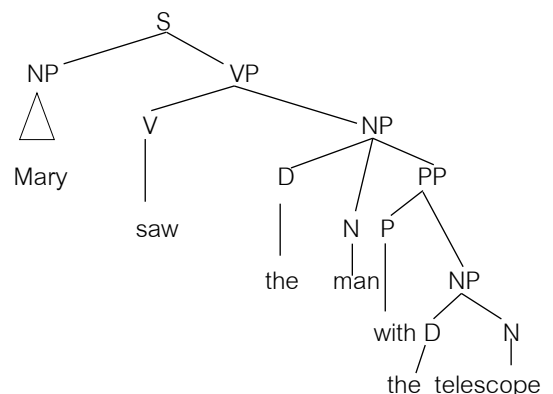 S
NP VP
V NP
Mary D PP
saw N P
the man NP
with D N
the telescope